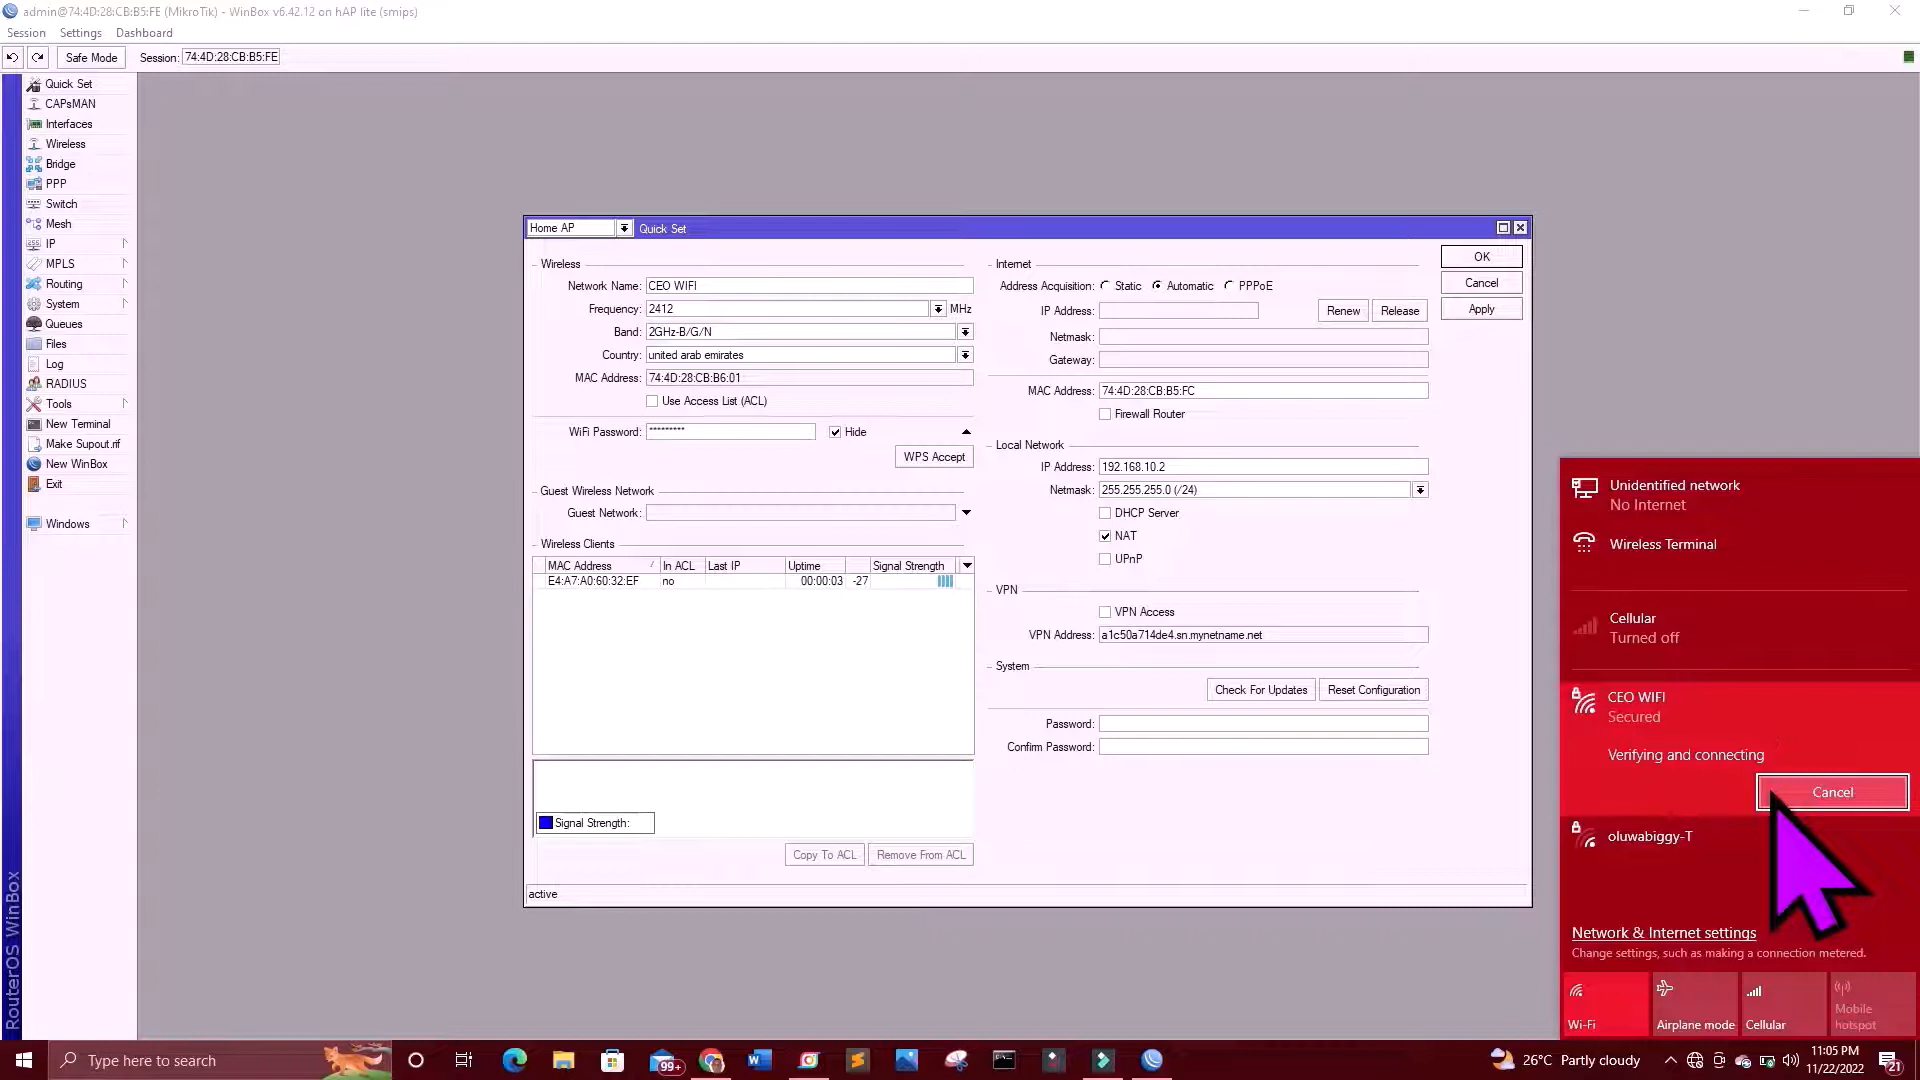 admin@74:4D:28:CB:B5:FE (MikroTik) - WinBox v6.42.12 on hAP lite (smips)
Session Settings Dashboard
Safe Mode Session: 74:4D:28:CB:B5:FE
Quick Set
CAPsMAN
Interfaces
Wireless
Bridge
PPP
Switch
Mesh
IP
MPLS
Routing
System
Queues
Files
Log
RADIUS
Tools
New Terminal
Make Supout.rif
New WinBox
Exit
Windows
RouterOS WinBox
Home AP Quick Set
Wireless
Network Name: CEO WIFI
Frequency: 2412 MHz
Band: 2GHz-B/G/N
Country: united arab emirates
MAC Address: 74:4D:28:CB:B6:01
Use Access List (ACL)
WiFi Password: ********* Hide
WPS Accept
Guest Wireless Network
Guest Network:
Wireless Clients
MAC Address In ACL Last IP Uptime Signal Strength
E4:A7:A0:60:32:EF no 00:00:03 -27
Signal Strength:
Copy To ACL Remove From ACL
active
Internet
Address Acquisition: Static Automatic PPPoE
IP Address: Renew Release
Netmask:
Gateway:
MAC Address: 74:4D:28:CB:B5:FC
Firewall Router
Local Network
IP Address: 192.168.10.2
Netmask: 255.255.255.0 (/24)
DHCP Server
NAT
UPnP
VPN
VPN Access
VPN Address: a1c50a714de4.sn.mynetname.net
System
Check For Updates Reset Configuration
Password:
Confirm Password:
OK
Cancel
Apply
Unidentified network
No Internet
Wireless Terminal
Cellular
Turned off
CEO WIFI
Secured
Verifying and connecting
Cancel
oluwabiggy-T
Network & Internet settings
Change settings, such as making a connection metered.
Wi-Fi
Airplane mode
Cellular
Mobile
hotspot
Type here to search
99+
26°C Partly cloudy
11:05 PM
11/22/2022
21